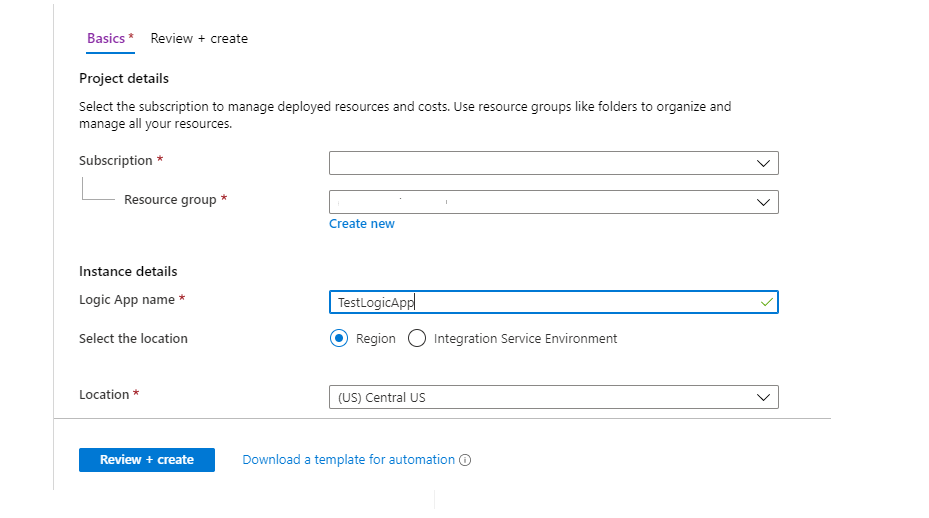 Basics * Review + create
Project details
Select the subscription to manage deployed resources and costs. Use resource groups like folders to organize and
manage all your resources.
Subscription *
Resource group *
Create new
Instance details
Logic App name * TestLogicApp
Select the location Region Integration Service Environment
Location * (US) Central US
Review + create Download a template for automation